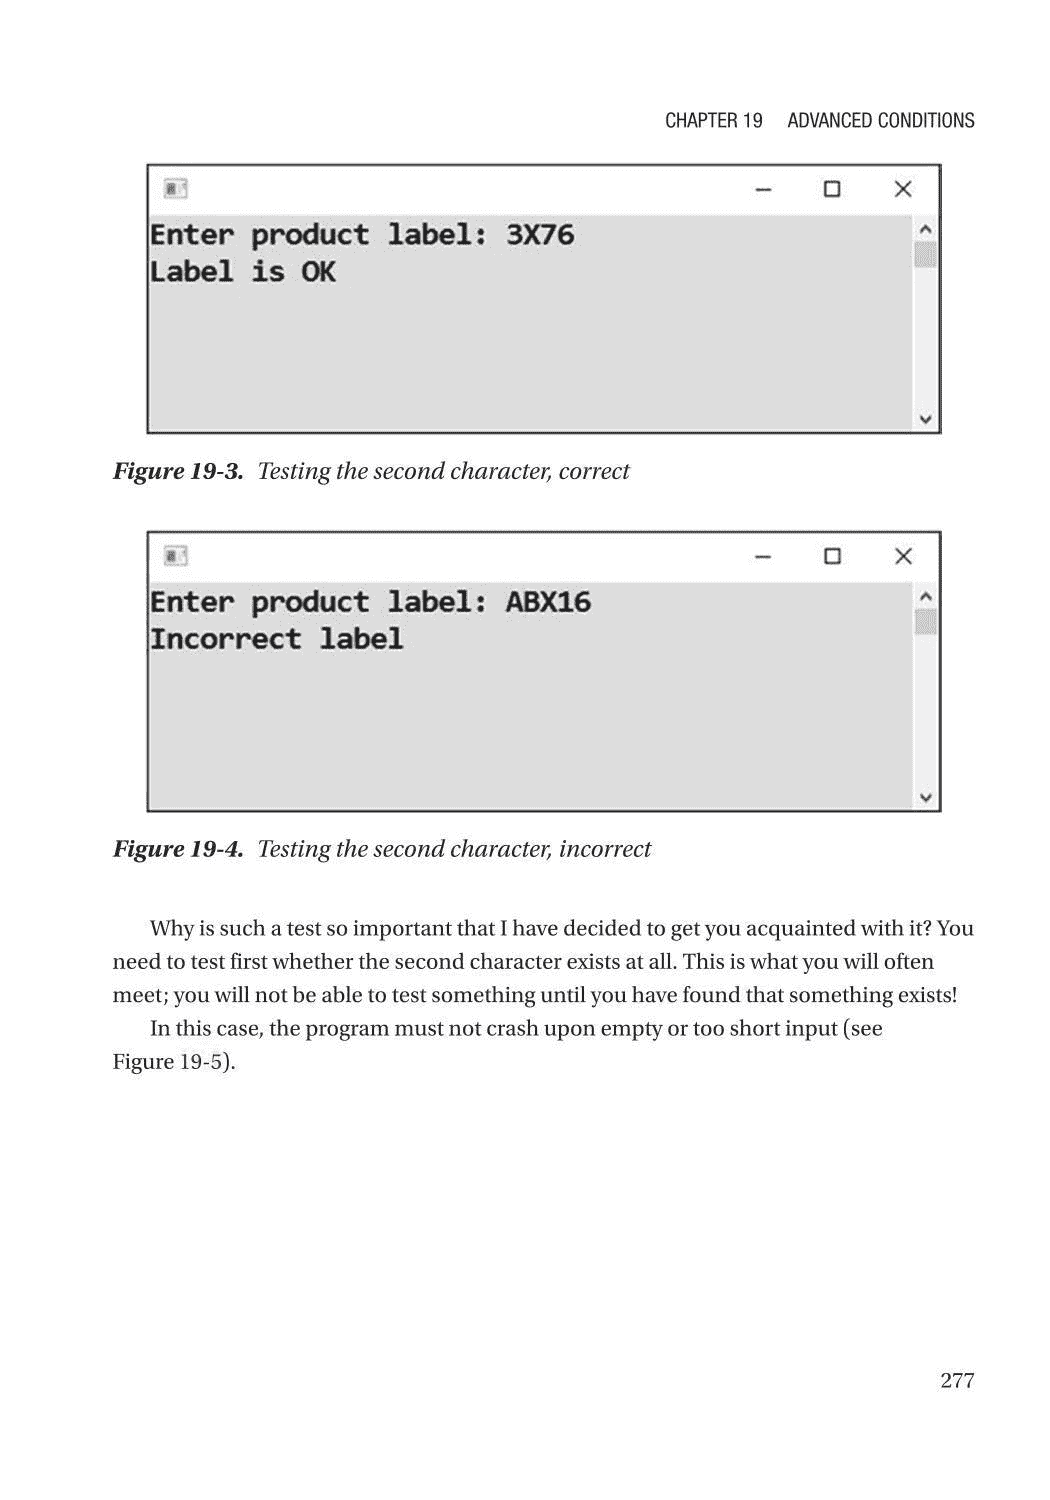 CHAPTER 19 ADVANCED CONDITIONS
Enter product label: 3X76
Label is OK
Figure 19-3. Testing the second character, correct
Enter product label: ABX16
Incorrect label
Figure 19-4. Testing the second character, incorrect
Why is such a test so important that I have decided to get you acquainted with it? You
need to test first whether the second character exists at all. This is what you will often
meet; you will not be able to test something until you have found that something exists!
In this case, the program must not crash upon empty or too short input (see
Figure 19-5).
277